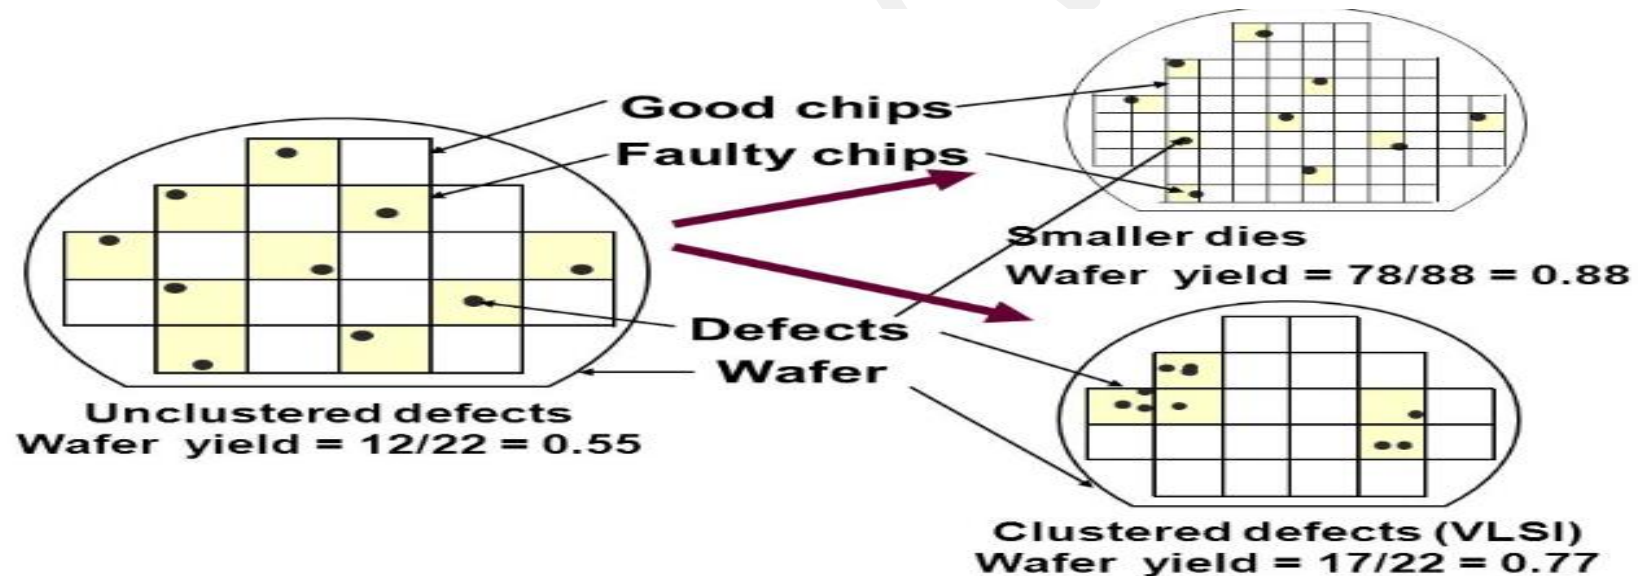 Good chips
Faulty chips
Defects
Wafer
Unclustered defects
Wafer yield = 12/22 = 0.55
Smaller dies
Wafer yield = 78/88 = 0.88
Clustered defects (VLSI)
Wafer yield = 17/22 = 0.77